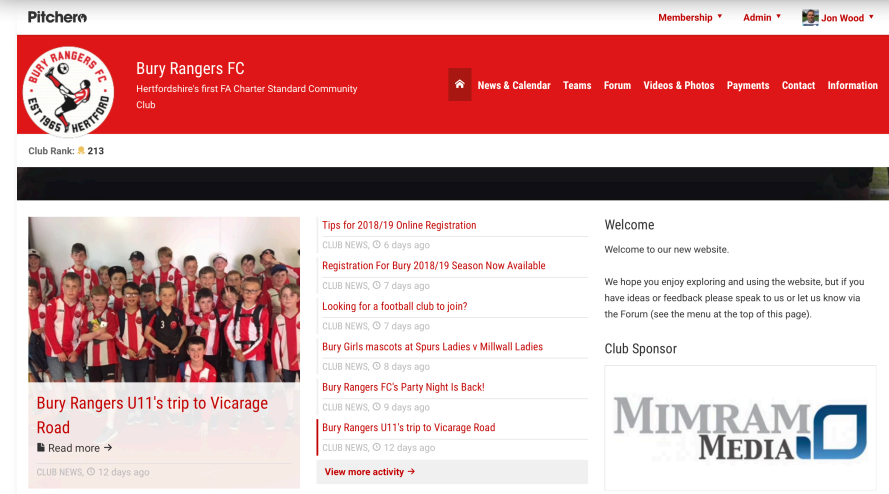 Pitchero
Membership
Admin
Jon Wood
BURY RANGERS FC
EST 1965 HERTFORD
Bury Rangers FC
Hertfordshire's first FA Charter Standard Community
Club
News & Calendar
Teams
Forum
Videos & Photos
Payments
Contact
Information
Club Rank: 213
Bury Rangers U11's trip to Vicarage
Road
Read more →
CLUB NEWS, 12 days ago
Tips for 2018/19 Online Registration
CLUB NEWS, 6 days ago
Registration For Bury 2018/19 Season Now Available
CLUB NEWS, 7 days ago
Looking for a football club to join?
CLUB NEWS, 7 days ago
Bury Girls mascots at Spurs Ladies v Millwall Ladies
CLUB NEWS, 8 days ago
Bury Rangers FC's Party Night Is Back!
CLUB NEWS, 9 days ago
Bury Rangers U11's trip to Vicarage Road
CLUB NEWS, 12 days ago
View more activity →
Welcome
Welcome to our new website.
We hope you enjoy exploring and using the website, but if you
have ideas or feedback please speak to us or let us know via
the Forum (see the menu at the top of this page).
Club Sponsor
MIMRAM
MEDIA